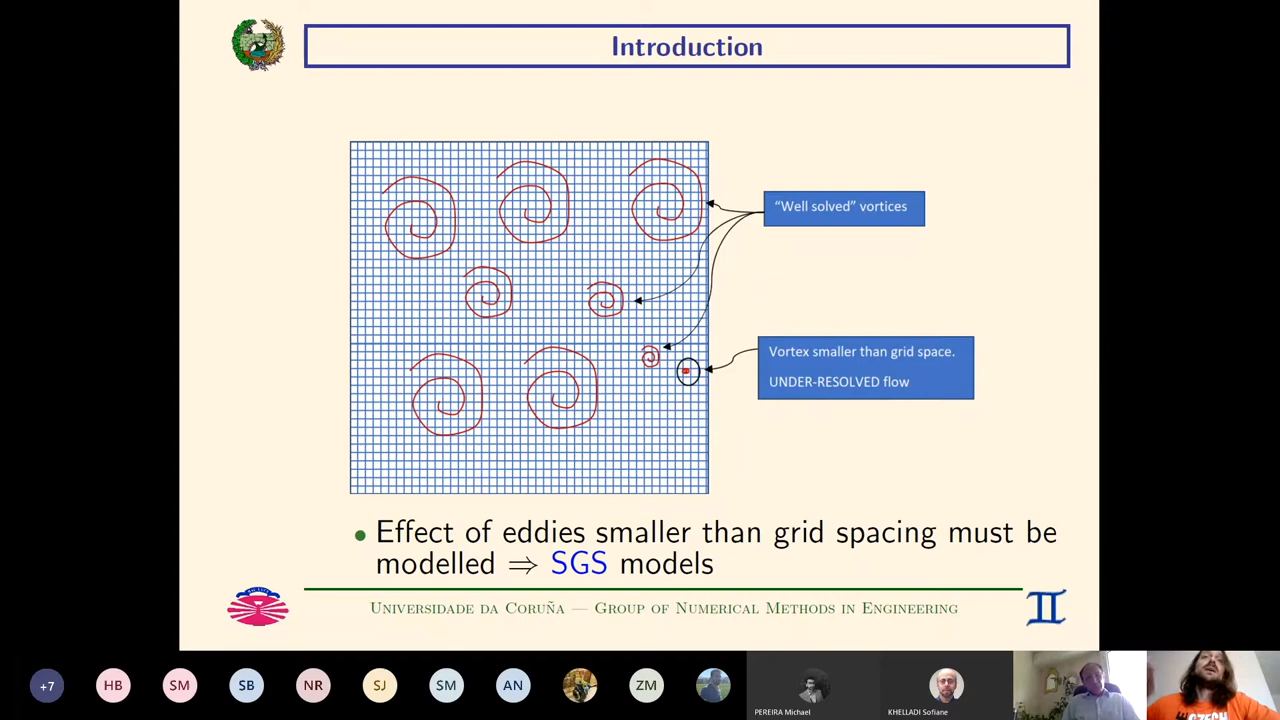 Introduction
“Well solved” vortices
Vortex smaller than grid space.
UNDER-RESOLVED flow
• Effect of eddies smaller than grid spacing must be
modelled ⇒ SGS models
Universidade da Coruña — Group of Numerical Methods in Engineering
+7
HB
SM
SB
NR
SJ
SM
AN
ZM
PEREIRA Michael
KHELLADI Sofiane
CZECH